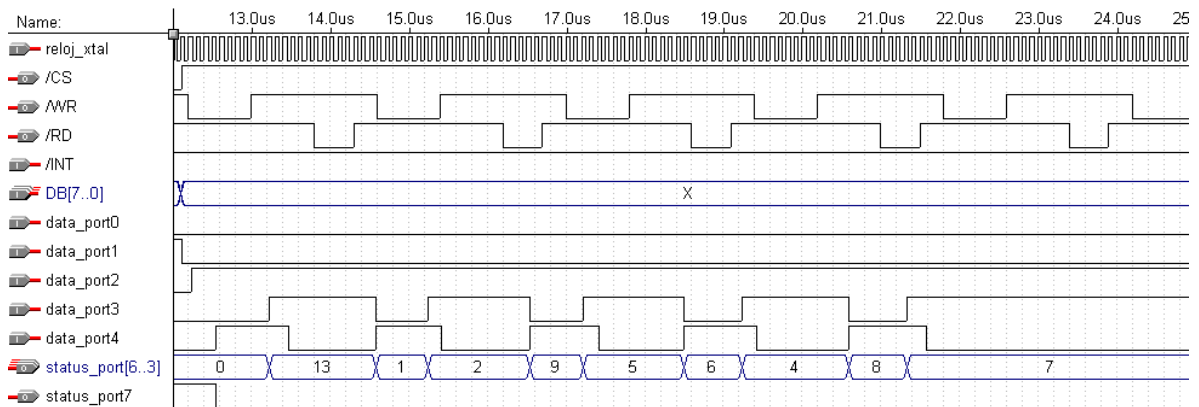 Name: 13.0us 14.0us 15.0us 16.0us 17.0us 18.0us 19.0us 20.0us 21.0us 22.0us 23.0us 24.0us 25.0
reloj_xtal
/CS
/WR
/RD
/INT
DB[7..0] X
data_port0
data_port1
data_port2
data_port3
data_port4
status_port[6..3] 0 13 1 2 9 5 6 4 8 7
status_port7